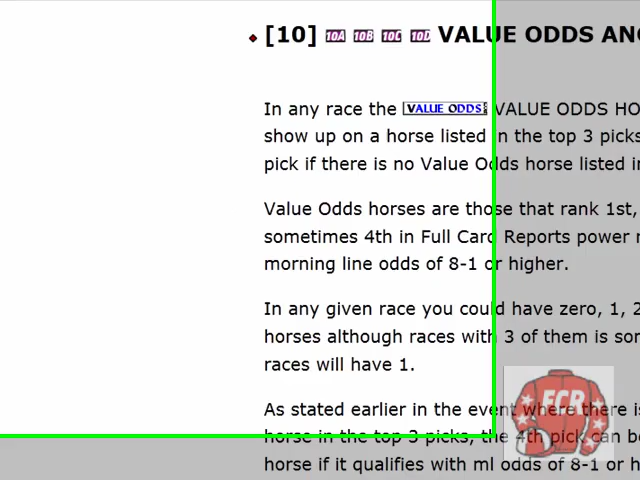 [10] 10A 10B 10C 10D VALUE ODDS AN
In any race the VALUE ODDS VALUE ODDS HO
show up on a horse listed in the top 3 picks
pick if there is no Value Odds horse listed i
Value Odds horses are those that rank 1st,
sometimes 4th in Full Card Reports power
morning line odds of 8-1 or higher.
In any given race you could have zero, 1, 2
horses although races with 3 of them is so
races will have 1.
As stated earlier in the event where there i
horse in the top 3 picks, the 4th pick can b
horse if it qualifies with ml odds of 8-1 or h
FCR